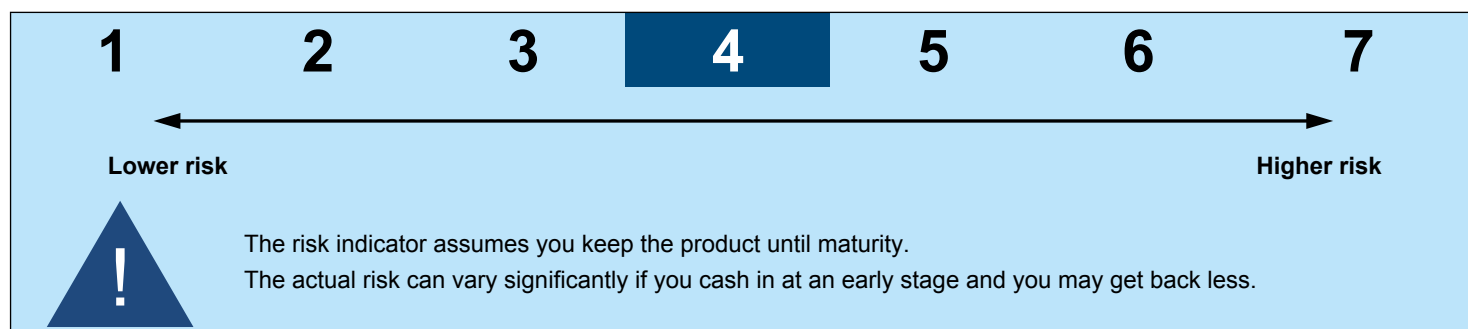 1 2 3 4 5 6 7
Lower risk Higher risk
!
The risk indicator assumes you keep the product until maturity.
The actual risk can vary significantly if you cash in at an early stage and you may get back less.